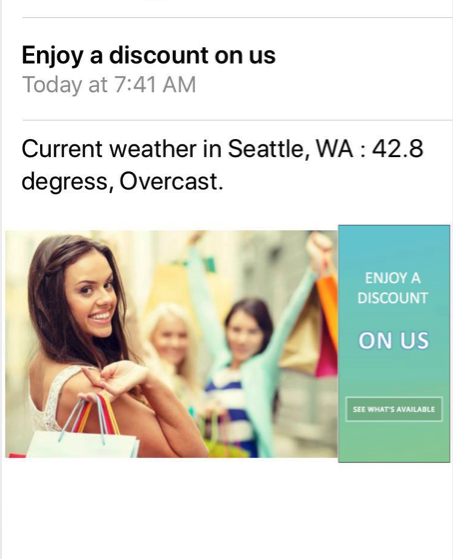 Enjoy a discount on us
Today at 7:41 AM
Current weather in Seattle, WA : 42.8
degress, Overcast.
ENJOY A
DISCOUNT
ON US
SEE WHAT'S AVAILABLE